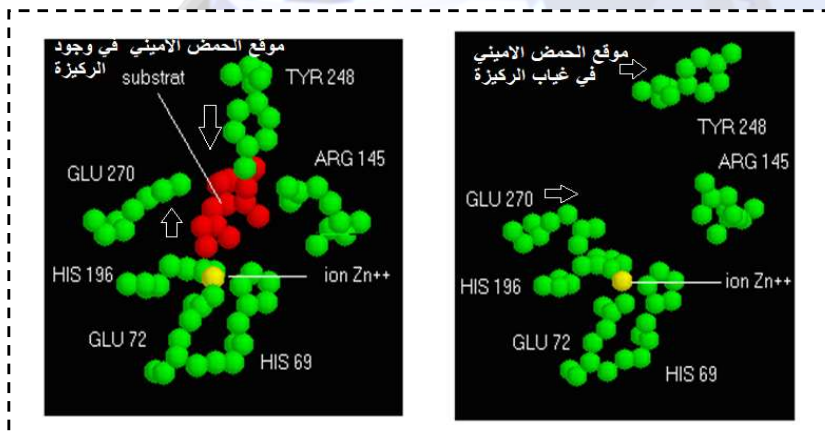 موقع الحمض الاميني في وجود
الركيزة
substrat
TYR 248
GLU 270
ARG 145
HIS 196
ion Zn++
GLU 72
HIS 69
موقع الحمض الاميني
في غياب الركيزة
TYR 248
ARG 145
GLU 270
HIS 196
ion Zn++
GLU 72
HIS 69